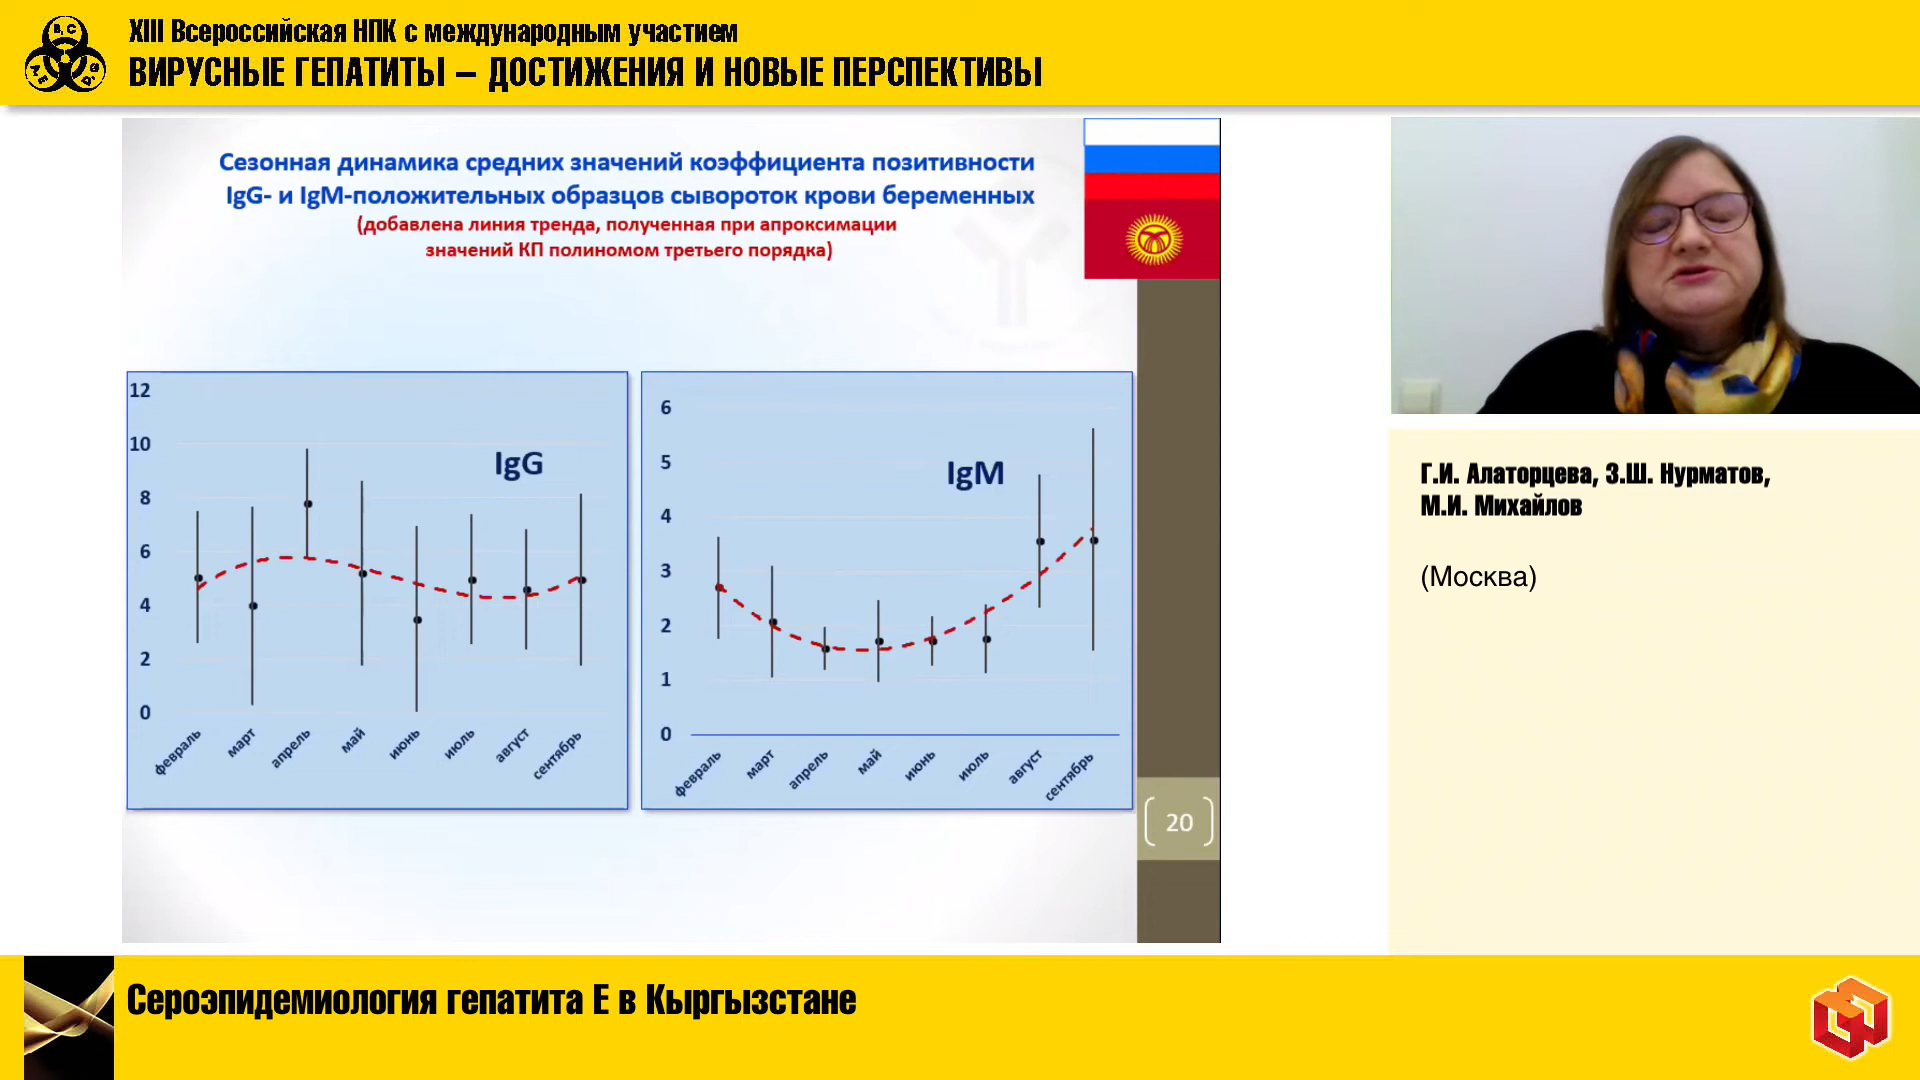 XIII Всероссийская НПК с международным участием
ВИРУСНЫЕ ГЕПАТИТЫ – ДОСТИЖЕНИЯ И НОВЫЕ ПЕРСПЕКТИВЫ
Сезонная динамика средних значений коэффициента позитивности
IgG- и IgM-положительных образцов сывороток крови беременных
(добавлена линия тренда, полученная при апроксимации
значений КП полиномом третьего порядка)
12
10
8
6
4
2
0
IgG
февраль
март
апрель
май
июнь
июль
август
сентябрь
6
5
4
3
2
1
0
IgM
февраль
март
апрель
май
июнь
июль
август
сентябрь
20
Г.И. Алаторцева, З.Ш. Нурматов,
М.И. Михайлов
(Москва)
Сероэпидемиология гепатита Е в Кыргызстане